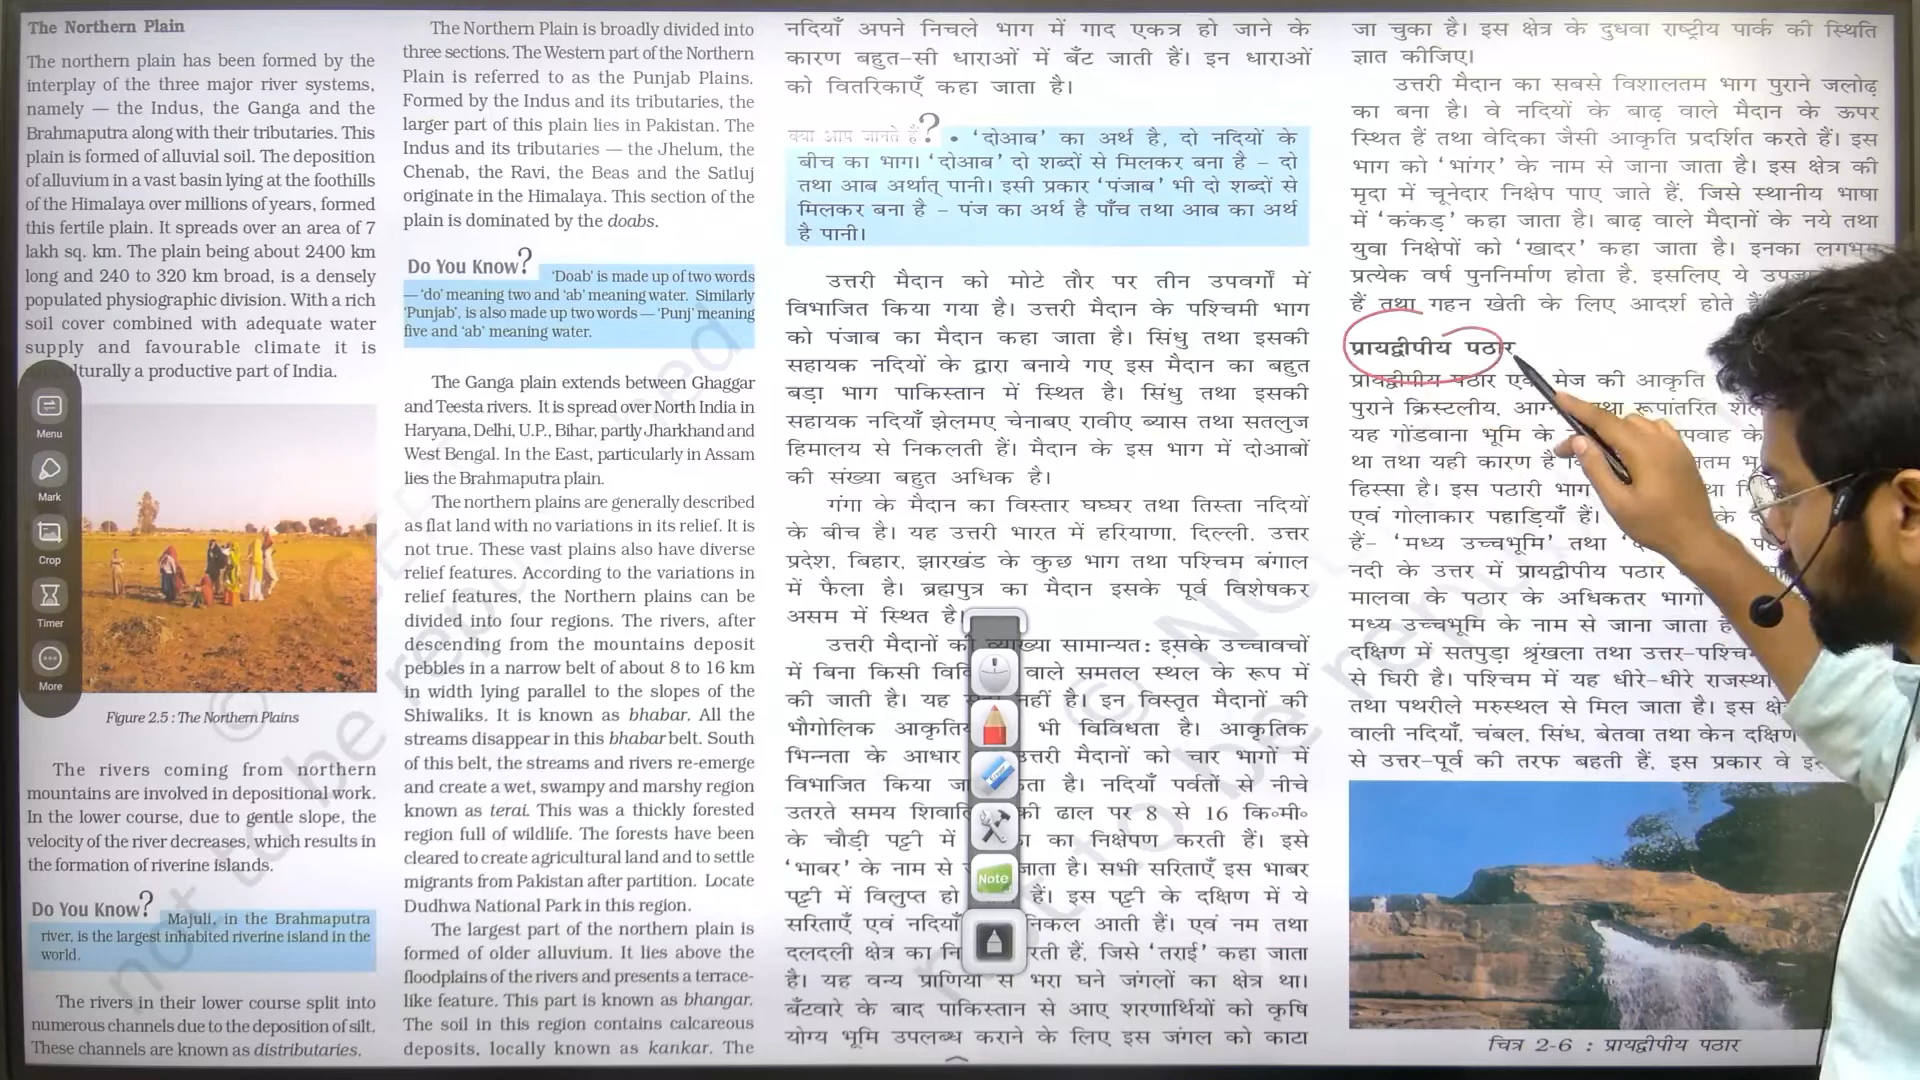 The Northern Plain
The northern plain has been formed by the
interplay of the three major river systems,
namely — the Indus, the Ganga and the
Brahmaputra along with their tributaries. This
plain is formed of alluvial soil. The deposition
of alluvium in a vast basin lying at the foothills
of the Himalaya over millions of years, formed
this fertile plain. It spreads over an area of 7
lakh sq. km. The plain being about 2400 km
long and 240 to 320 km broad, is a densely
populated physiographic division. With a rich
soil cover combined with adequate water
supply and favourable climate it is
lturally a productive part of India.
Menu
Mark
Crop
Timer
More
Figure 2.5 : The Northern Plains
The rivers coming from northern
mountains are involved in depositional work.
In the lower course, due to gentle slope, the
velocity of the river decreases, which results in
the formation of riverine islands.
Do You Know?
Majuli, in the Brahmaputra
river, is the largest inhabited riverine island in the
world.
The rivers in their lower course split into
numerous channels due to the deposition of silt.
These channels are known as distributaries.
The Northern Plain is broadly divided into
three sections. The Western part of the Northern
Plain is referred to as the Punjab Plains.
Formed by the Indus and its tributaries, the
larger part of this plain lies in Pakistan. The
Indus and its tributaries — the Jhelum, the
Chenab, the Ravi, the Beas and the Satluj
originate in the Himalaya. This section of the
plain is dominated by the doabs.
Do You Know?
'Doab' is made up of two words
— 'do' meaning two and 'ab' meaning water. Similarly
'Punjab', is also made up two words — 'Punj' meaning
five and 'ab' meaning water.
The Ganga plain extends between Ghaggar
and Teesta rivers. It is spread over North India in
Haryana, Delhi, U.P., Bihar, partly Jharkhand and
West Bengal. In the East, particularly in Assam
lies the Brahmaputra plain.
The northern plains are generally described
as flat land with no variations in its relief. It is
not true. These vast plains also have diverse
relief features. According to the variations in
relief features, the Northern plains can be
divided into four regions. The rivers, after
descending from the mountains deposit
pebbles in a narrow belt of about 8 to 16 km
in width lying parallel to the slopes of the
Shiwaliks. It is known as bhabar. All the
streams disappear in this bhabar belt. South
of this belt, the streams and rivers re-emerge
and create a wet, swampy and marshy region
known as terai. This was a thickly forested
region full of wildlife. The forests have been
cleared to create agricultural land and to settle
migrants from Pakistan after partition. Locate
Dudhwa National Park in this region.
The largest part of the northern plain is
formed of older alluvium. It lies above the
floodplains of the rivers and presents a terrace-
like feature. This part is known as bhangar.
The soil in this region contains calcareous
deposits, locally known as kankar. The
नदियाँ अपने निचले भाग में गाद एकत्र हो जाने के
कारण बहुत-सी धाराओं में बँट जाती हैं। इन धाराओं
को वितरिकाएँ कहा जाता है।
क्या आप जानते हैं? • 'दोआब' का अर्थ है, दो नदियों के
बीच का भाग। 'दोआब' दो शब्दों से मिलकर बना है – दो
तथा आब अर्थात् पानी। इसी प्रकार 'पंजाब' भी दो शब्दों से
मिलकर बना है – पंज का अर्थ है पाँच तथा आब का अर्थ
है पानी।
उत्तरी मैदान को मोटे तौर पर तीन उपवर्गों में
विभाजित किया गया है। उत्तरी मैदान के पश्चिमी भाग
को पंजाब का मैदान कहा जाता है। सिंधु तथा इसकी
सहायक नदियों के द्वारा बनाये गए इस मैदान का बहुत
बड़ा भाग पाकिस्तान में स्थित है। सिंधु तथा इसकी
सहायक नदियाँ झेलमए चेनाबए रावीए ब्यास तथा सतलुज
हिमालय से निकलती हैं। मैदान के इस भाग में दोआबों
की संख्या बहुत अधिक है।
गंगा के मैदान का विस्तार घघ्घर तथा तिस्ता नदियों
के बीच है। यह उत्तरी भारत में हरियाणा, दिल्ली, उत्तर
प्रदेश, बिहार, झारखंड के कुछ भाग तथा पश्चिम बंगाल
में फैला है। ब्रह्मपुत्र का मैदान इसके पूर्व विशेषकर
असम में स्थित है।
उत्तरी मैदानों की व्याख्या सामान्यत: इसके उच्चावचों
में बिना किसी वाले समतल स्थल के रूप में
की जाती है। यह नहीं है। इन विस्तृत मैदानों की
भौगोलिक भी विविधता है। आकृतिक
भिन्नता के आधार उत्तरी मैदानों को चार भागों में
विभाजित किया ता है। नदियाँ पर्वतों से नीचे
उतरते समय की ढाल पर 8 से 16 कि॰मी॰
के चौड़ी पट्टी में का निक्षेपण करती हैं। इसे
'भाबर' के नाम से जाता है। सभी सरिताएँ इस भाबर
पट्टी में विलुप्त हो हैं। इस पट्टी के दक्षिण में ये
सरिताएँ एवं नदियाँ निकल आती हैं। एवं नम तथा
दलदली क्षेत्र का रती हैं, जिसे 'तराई' कहा जाता
है। यह वन्य प्राणियों से भरा घने जंगलों का क्षेत्र था।
बँटवारे के बाद पाकिस्तान से आए शरणार्थियों को कृषि
योग्य भूमि उपलब्ध कराने के लिए इस जंगल को काटा
Note
जा चुका है। इस क्षेत्र के दुधवा राष्ट्रीय पार्क की स्थिति
ज्ञात कीजिए।
उत्तरी मैदान का सबसे विशालतम भाग पुराने जलोढ़
का बना है। वे नदियों के बाढ़ वाले मैदान के ऊपर
स्थित हैं तथा वेदिका जैसी आकृति प्रदर्शित करते हैं। इस
भाग को 'भांगर' के नाम से जाना जाता है। इस क्षेत्र की
मृदा में चूनेदार निक्षेप पाए जाते हैं, जिसे स्थानीय भाषा
में 'कंकड़' कहा जाता है। बाढ़ वाले मैदानों के नये तथा
युवा निक्षेपों को 'खादर' कहा जाता है। इनका लगभग
प्रत्येक वर्ष पुननिर्माण होता है, इसलिए ये
हैं तथा गहन खेती के लिए आदर्श होते
प्रायद्वीपीय पठार
प्रायद्वीपीय पठार एक मेज की आकृति
पुराने क्रिस्टलीय, तथा रूपांतरित
यह गोंडवाना भूमि के
था तथा यही कारण है
हिस्सा है। इस पठारी भाग
एवं गोलाकार पहाड़ियाँ हैं।
हैं– 'मध्य उच्चभूमि' तथा
नदी के उत्तर में प्रायद्वीपीय पठार
मालवा के पठार के अधिकतर भागों
मध्य उच्चभूमि के नाम से जाना जाता
दक्षिण में सतपुड़ा श्रृंखला तथा
से घिरी है। पश्चिम में यह धीरे-धीरे
तथा पथरीले मरुस्थल से मिल जाता है। इस
वाली नदियाँ, चंबल, सिंध, बेतवा तथा केन
से उत्तर-पूर्व की तरफ बहती हैं, इस प्रकार वे
चित्र 2-6 : प्रायद्वीपीय पठार